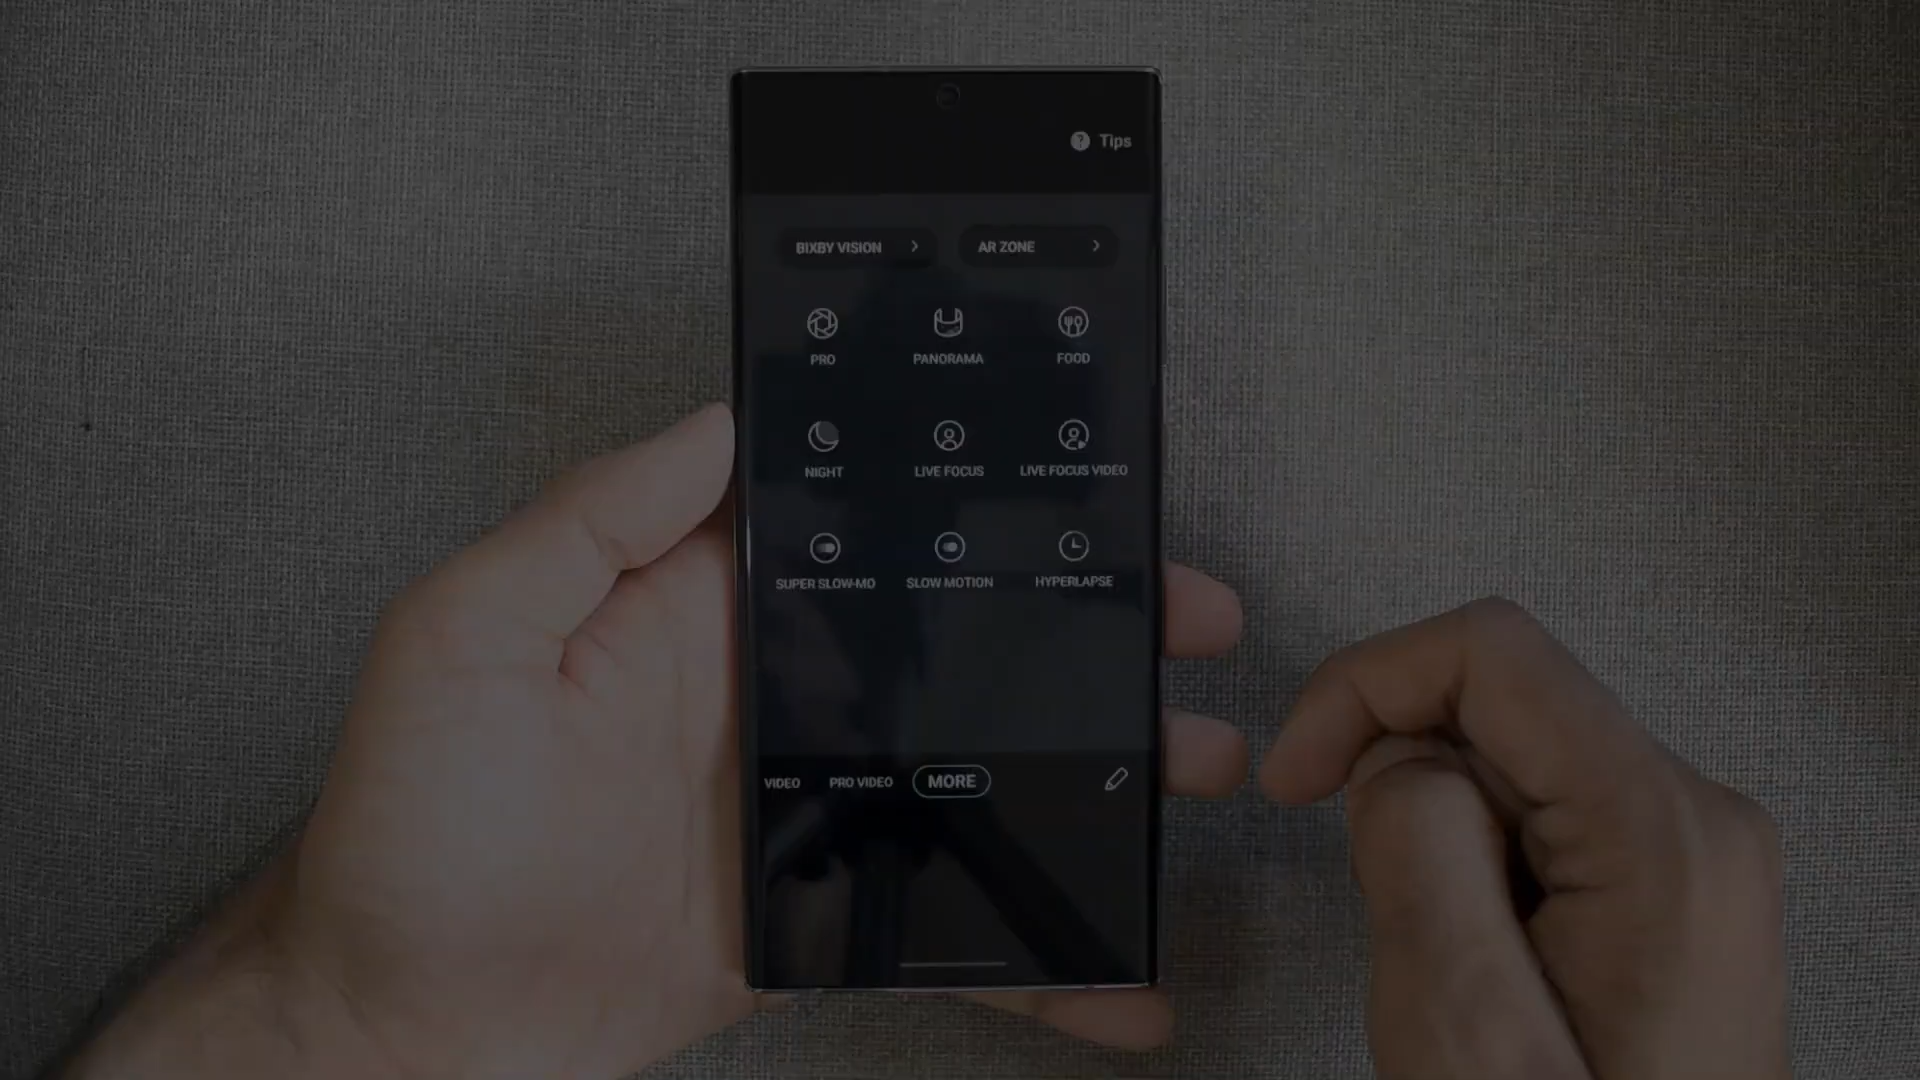 Tips
BIXBY VISION AR ZONE
PRO PANORAMA FOOD
NIGHT LIVE FOCUS LIVE FOCUS VIDEO
SUPER SLOW-MO SLOW MOTION HYPERLAPSE
VIDEO PRO VIDEO MORE